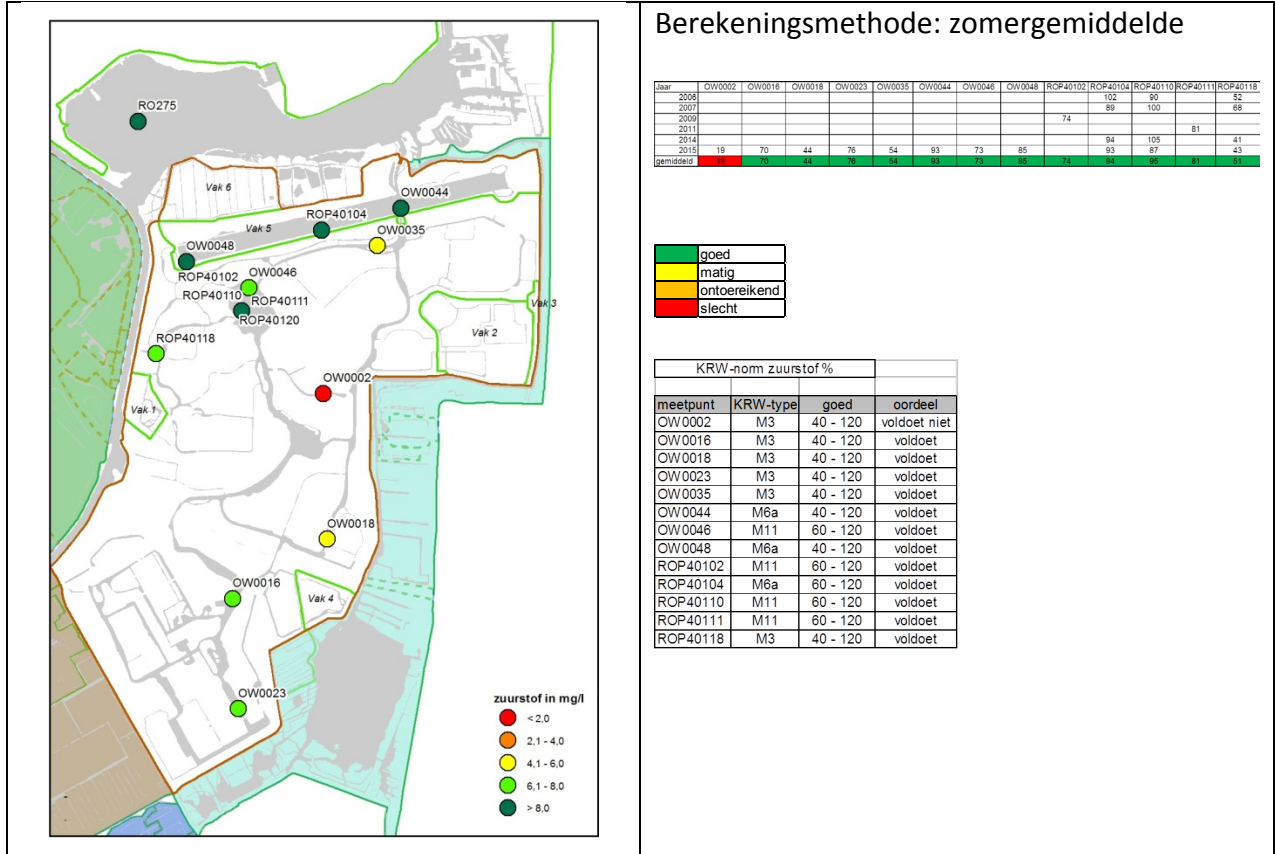 RO275
Vak 6
OW0044
ROP40104
OW0035
Vak 5
OW0048
ROP40102 OW0046
ROP40110 ROP40111
ROP40120
Vak 3
Vak 2
ROP40118
OW0002
Vak 1
OW0018
OW0016
Vak 4
OW0023
zuurstof in mg/l
< 2,0
2,1 - 4,0
4,1 - 6,0
6,1 - 8,0
> 8,0
Berekeningsmethode: zomergemiddelde
Jaar OW0002 OW0016 OW0018 OW0023 OW0035 OW0044 OW0046 OW0048 ROP40102 ROP40104 ROP40110 ROP40111 ROP40118
2006 102 90 52
2007 89 100 68
2009 74
2011 81
2014 94 105 41
2015 19 70 44 76 54 93 73 85 93 87 43
gemiddeld 19 70 44 76 54 93 73 85 74 94 95 81 51
goed
matig
ontoereikend
slecht
KRW-norm zuurstof %
meetpunt KRW-type goed oordeel
OW0002 M3 40 - 120 voldoet niet
OW0016 M3 40 - 120 voldoet
OW0018 M3 40 - 120 voldoet
OW0023 M3 40 - 120 voldoet
OW0035 M3 40 - 120 voldoet
OW0044 M6a 40 - 120 voldoet
OW0046 M11 60 - 120 voldoet
OW0048 M6a 40 - 120 voldoet
ROP40102 M11 60 - 120 voldoet
ROP40104 M6a 60 - 120 voldoet
ROP40110 M11 60 - 120 voldoet
ROP40111 M11 60 - 120 voldoet
ROP40118 M3 40 - 120 voldoet